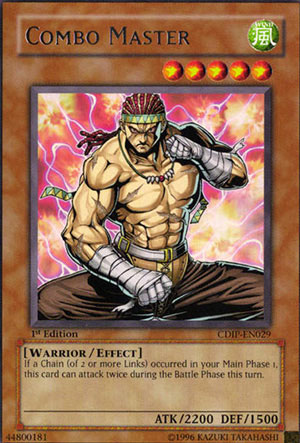 COMBO MASTER
WIND
風
1st Edition
CDIP-EN029
[WARRIOR / EFFECT]
If a Chain (of 2 or more Links) occurred in your Main Phase 1,
this card can attack twice during the Battle Phase this turn.
ATK/2200 DEF/1500
44800181
©1996 KAZUKI TAKAHASHI